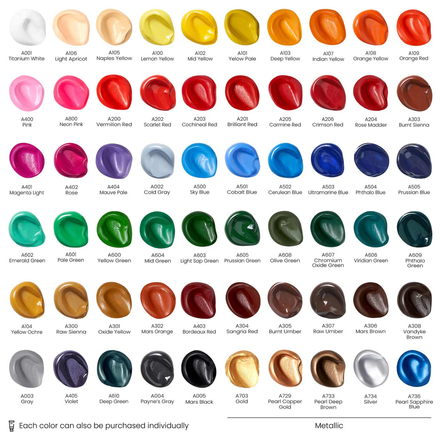 A001 A106 A105 A100 A102 A101 A103 A107 A108 A109
Titanium White Light Apricot Naples Yellow Lemon Yellow Mid Yellow Yelow Pale Deep Yellow Indian Yellow Orange Yellow Orange Red
A400 A600 A200 A202 A203 A201 A205 A206 A204 A303
Pink Neon Pink Vermilion Red Scarlet Red Cochineal Red Brilliant Red Carmine Red Crimson Red Rose Madder Burnt Sienna
A401 A402 A404 A002 A500 A501 A502 A503 A504 A505
Magenta Light Rose Mauve Pale Cold Gray Sky Blue Cobalt Blue Cerulean Blue Ultramarine Blue Phthalo Blue Prussian Blue
A602 A601 A600 A604 A603 A605 A608 A607 A606 A609
Emerald Green Pale Green Yellow Green Mid Green Light Sap Green Prussian Green Olive Green Chromium Viridian Green Phthalo
Oxide Green Green
A104 A300 A301 A302 A403 A304 A305 A307 A306 A308
Yellow Ochre Raw Sienna Oxide Yellow Mars Orange Bordeaux Red Sangria Red Burnt Umber Raw Umber Mars Brown Vandyke
Brown
A003 A405 A610 A004 A005 A703 A729 A733 A734 A736
Gray Violet Deep Green Payne's Gray Mars Black Gold Pearl Copper Pearl Deep Silver Pearl Sapphire
Gold Brown Blue
Each color can also be purchased individually Metallic